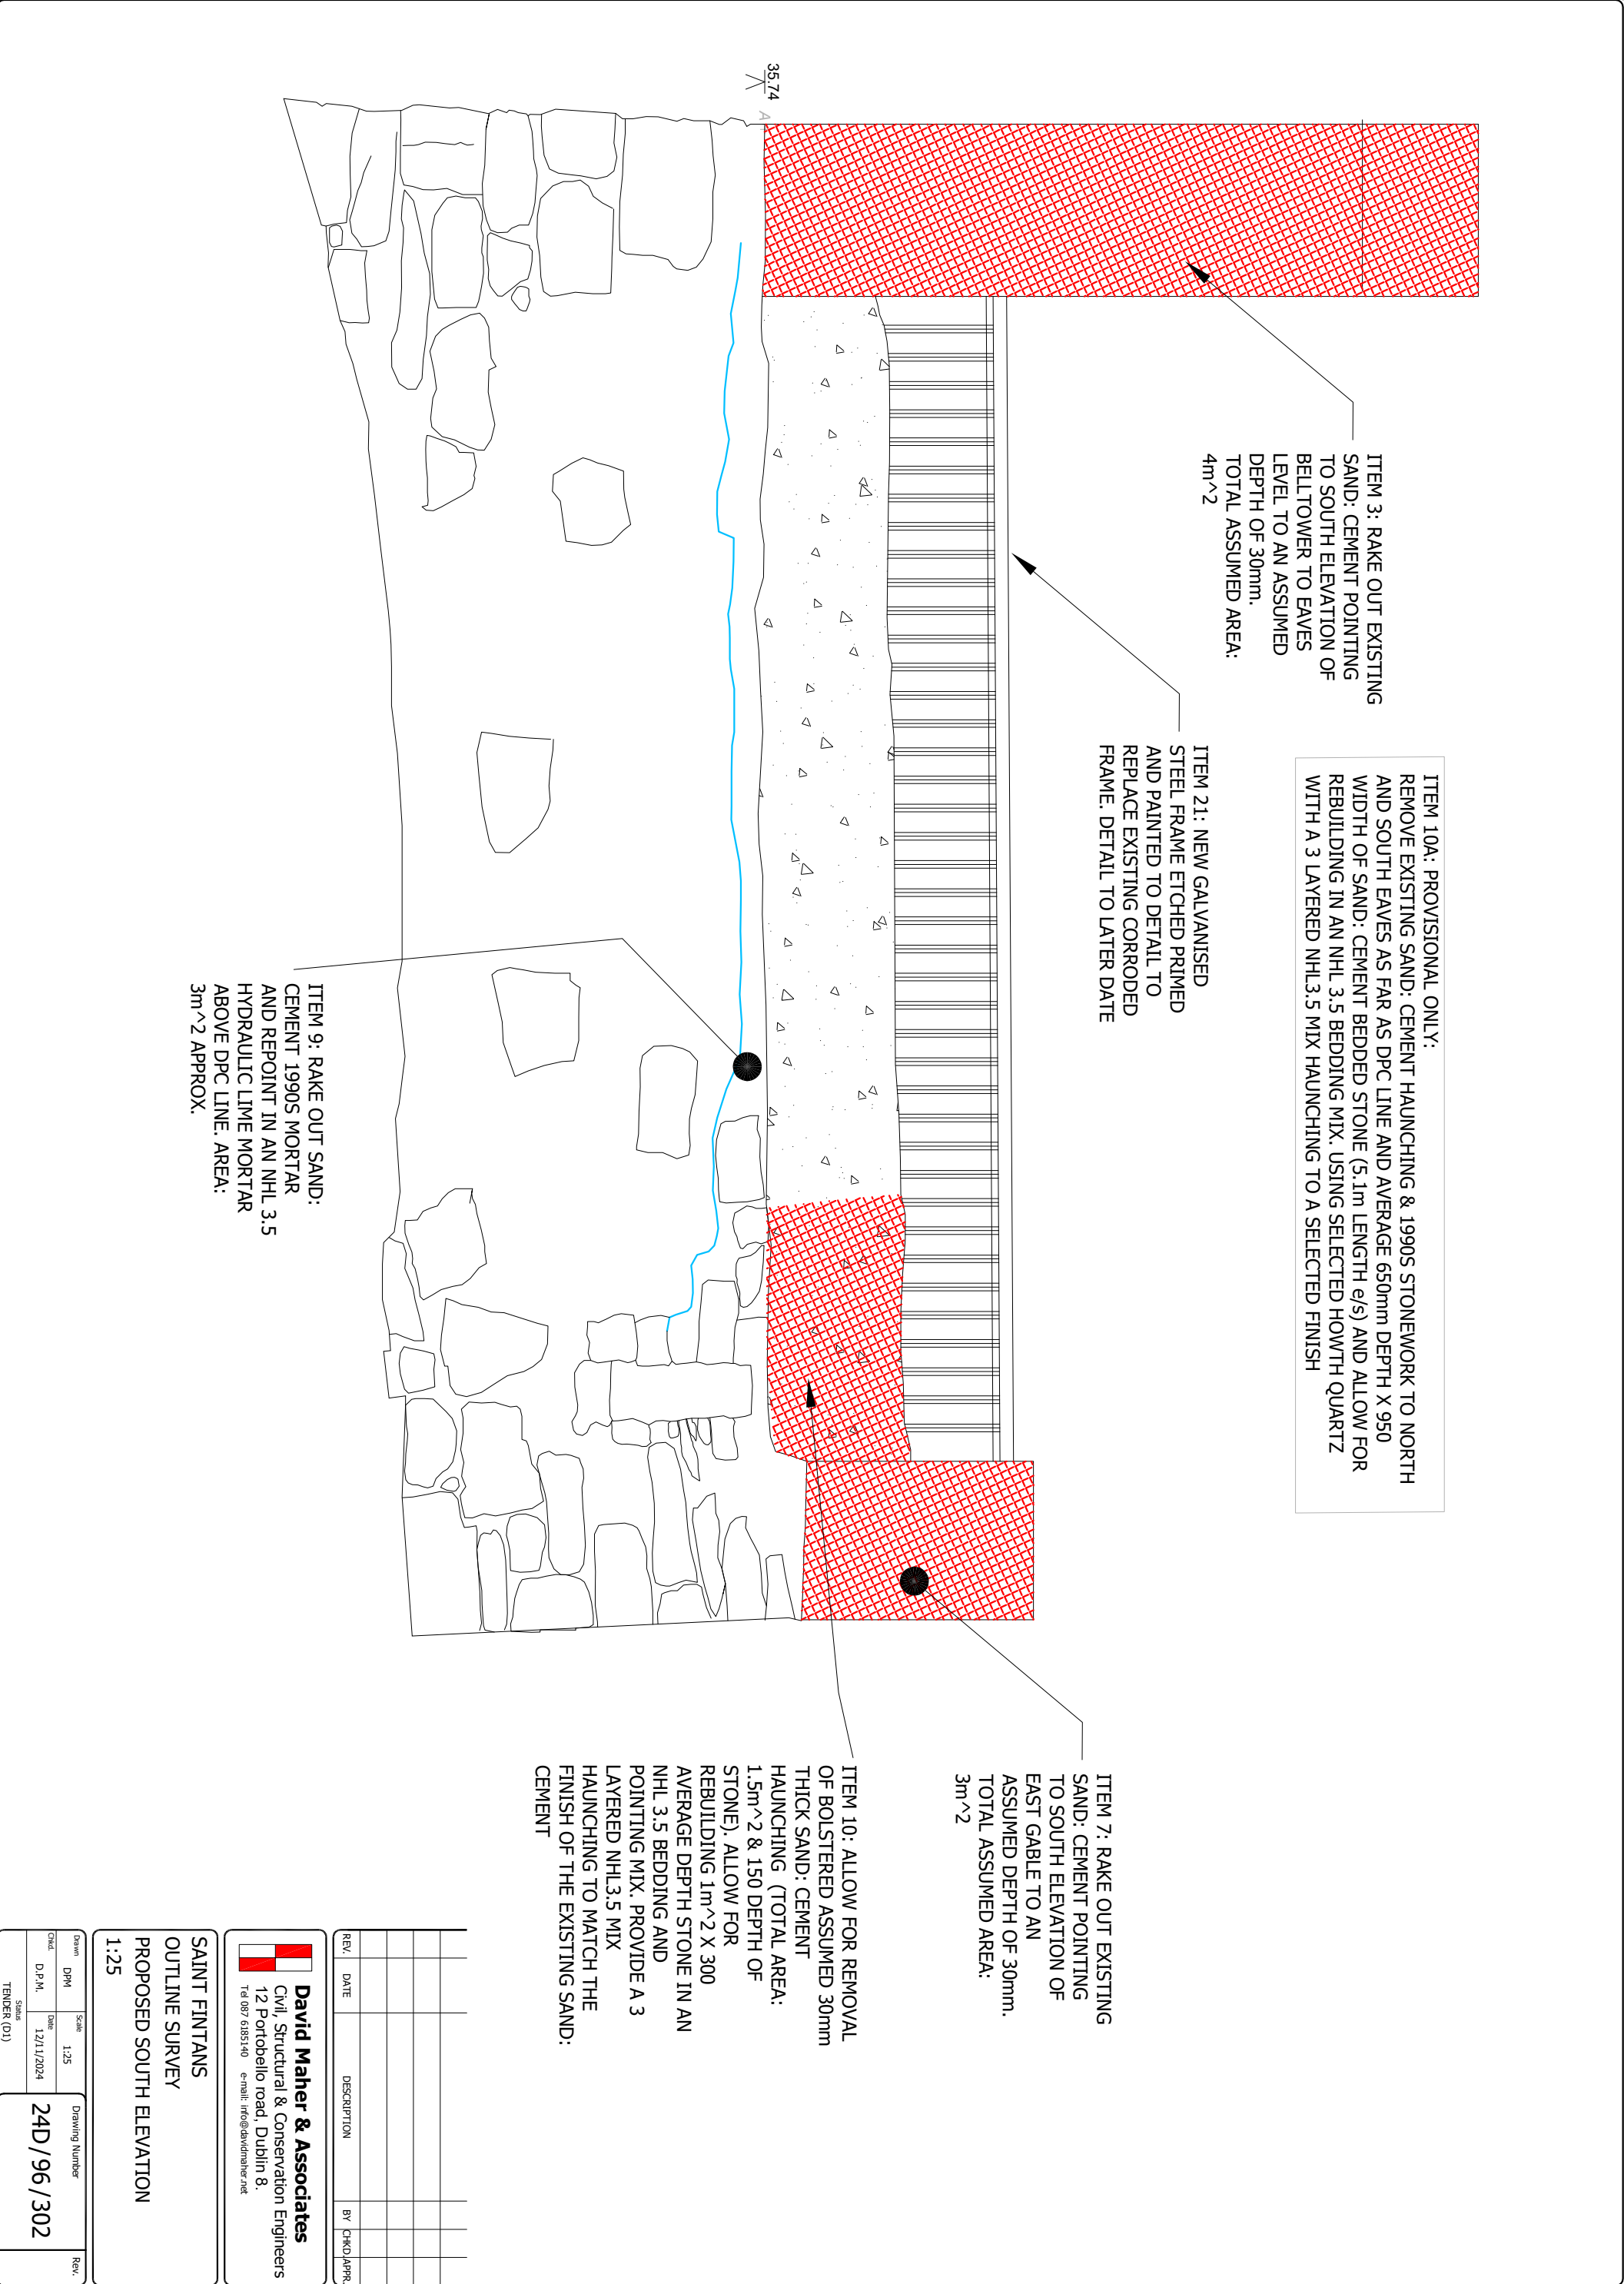 35.74
A
ITEM 3: RAKE OUT EXISTING
SAND: CEMENT POINTING
TO SOUTH ELEVATION OF
BELLTOWER TO EAVES
LEVEL TO AN ASSUMED
DEPTH OF 30mm.
TOTAL ASSUMED AREA:
4m^2
ITEM 10A: PROVISIONAL ONLY:
REMOVE EXISTING SAND: CEMENT HAUNCHING & 1990S STONEWORK TO NORTH
AND SOUTH EAVES AS FAR AS DPC LINE AND AVERAGE 650mm DEPTH X 950
WIDTH OF SAND: CEMENT BEDDED STONE (5.1m LENGTH e/s) AND ALLOW FOR
REBUILDING IN AN NHL 3.5 BEDDING MIX. USING SELECTED HOWTH QUARTZ
WITH A 3 LAYERED NHL3.5 MIX HAUNCHING TO A SELECTED FINISH
ITEM 21: NEW GALVANISED
STEEL FRAME ETCHED PRIMED
AND PAINTED TO DETAIL TO
REPLACE EXISTING CORRODED
FRAME. DETAIL TO LATER DATE
ITEM 9: RAKE OUT SAND:
CEMENT 1990S MORTAR
AND REPOINT IN AN NHL 3.5
HYDRAULIC LIME MORTAR
ABOVE DPC LINE. AREA:
3m^2 APPROX.
ITEM 7: RAKE OUT EXISTING
SAND: CEMENT POINTING
TO SOUTH ELEVATION OF
EAST GABLE TO AN
ASSUMED DEPTH OF 30mm.
TOTAL ASSUMED AREA:
3m^2
ITEM 10: ALLOW FOR REMOVAL
OF BOLSTERED ASSUMED 30mm
THICK SAND: CEMENT
HAUNCHING (TOTAL AREA:
1.5m^2 & 150 DEPTH OF
STONE). ALLOW FOR
REBUILDING 1m^2 X 300
AVERAGE DEPTH STONE IN AN
NHL 3.5 BEDDING AND
POINTING MIX. PROVIDE A 3
LAYERED NHL3.5 MIX
HAUNCHING TO MATCH THE
FINISH OF THE EXISTING SAND:
CEMENT
REV. DATE DESCRIPTION BY CHKD. APPR.
David Maher & Associates
Civil, Structural & Conservation Engineers
12 Portobello road, Dublin 8.
Tel 087 6185140 e-mail: info@davidmaher.net
SAINT FINTANS
OUTLINE SURVEY
PROPOSED SOUTH ELEVATION
1:25
Drawn DPM Scale 1:25
Chkd. D.P.M. Date 12/11/2024
Status
TENDER (D1)
Drawing Number Rev.
24D/96/302